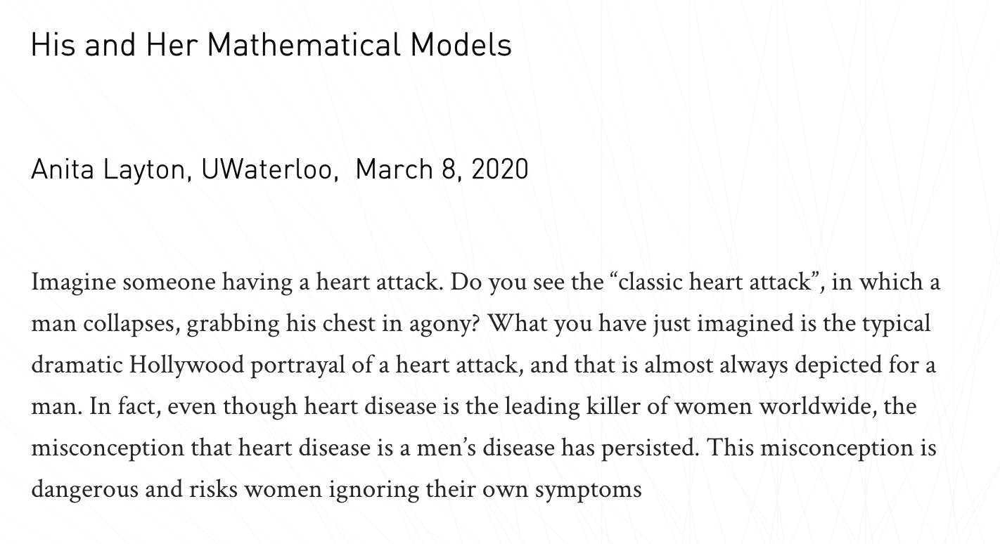 His and Her Mathematical Models
Anita Layton, UWaterloo,  March 8, 2020
Imagine someone having a heart attack. Do you see the “classic heart attack”, in which a
man collapses, grabbing his chest in agony? What you have just imagined is the typical
dramatic Hollywood portrayal of a heart attack, and that is almost always depicted for a
man. In fact, even though heart disease is the leading killer of women worldwide, the
misconception that heart disease is a men’s disease has persisted. This misconception is
dangerous and risks women ignoring their own symptoms